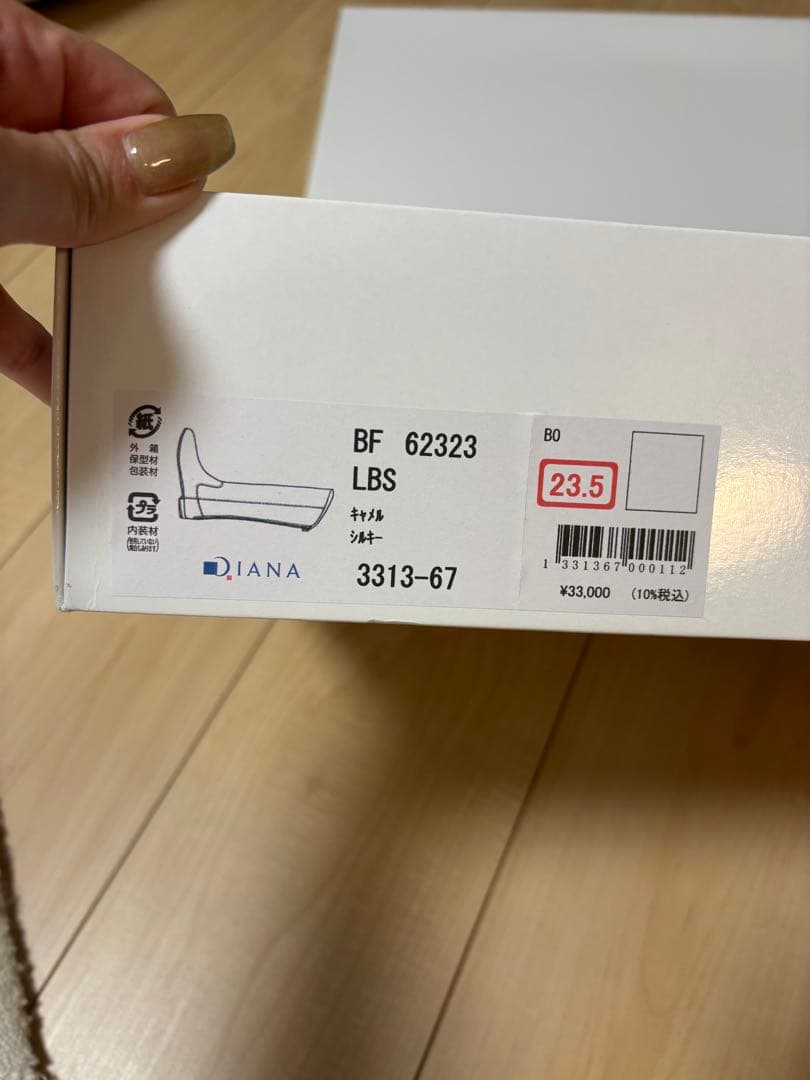 紙
外 箱
保型材
包装材
プラ
内装材
DIANA
BF 62323
LBS
キャメル
シルキー
3313-67
B0
23.5
1 331367 000112
¥33,000 (10%税込)